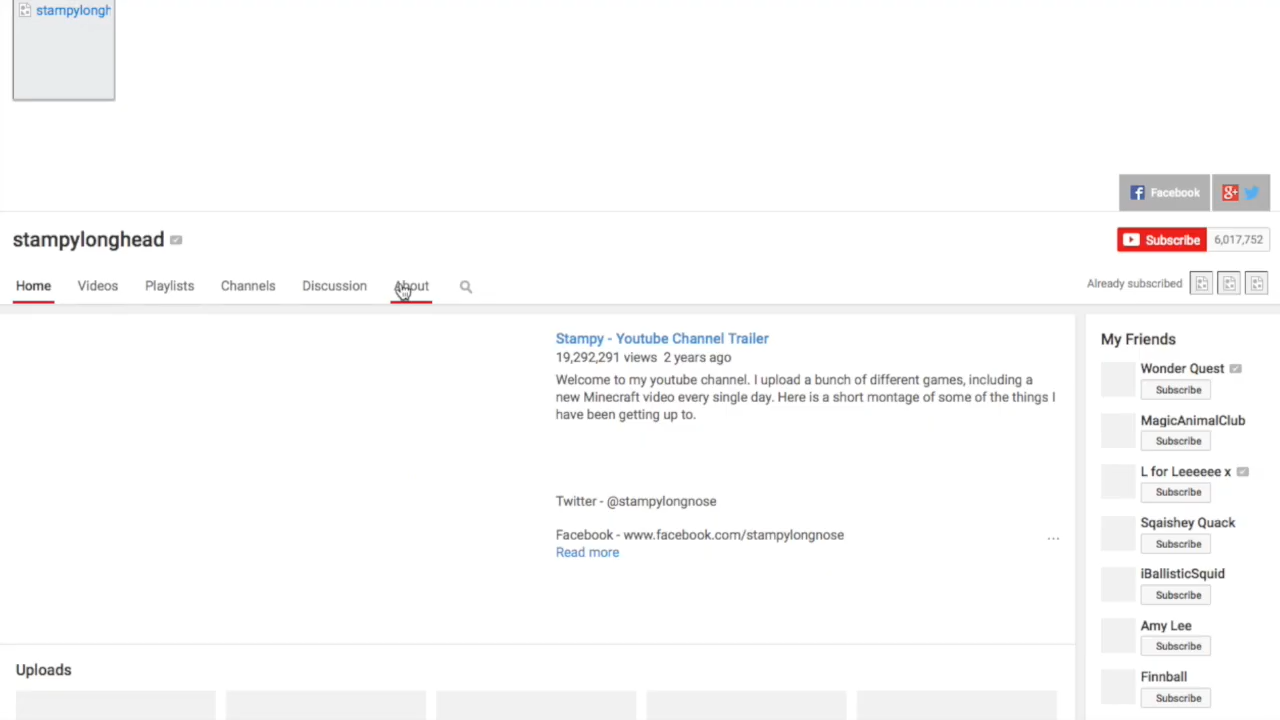 stampylongh
Facebook
stampylonghead
Subscribe 6,017,752
Home Videos Playlists Channels Discussion About
Already subscribed
Stampy - Youtube Channel Trailer
19,292,291 views 2 years ago
Welcome to my youtube channel. I upload a bunch of different games, including a
new Minecraft video every single day. Here is a short montage of some of the things I
have been getting up to.
Twitter - @stampylongnose
Facebook - www.facebook.com/stampylongnose
...
Read more
Uploads
My Friends
Wonder Quest
Subscribe
MagicAnimalClub
Subscribe
L for Leeeeee x
Subscribe
Sqaishey Quack
Subscribe
iBallisticSquid
Subscribe
Amy Lee
Subscribe
Finnball
Subscribe